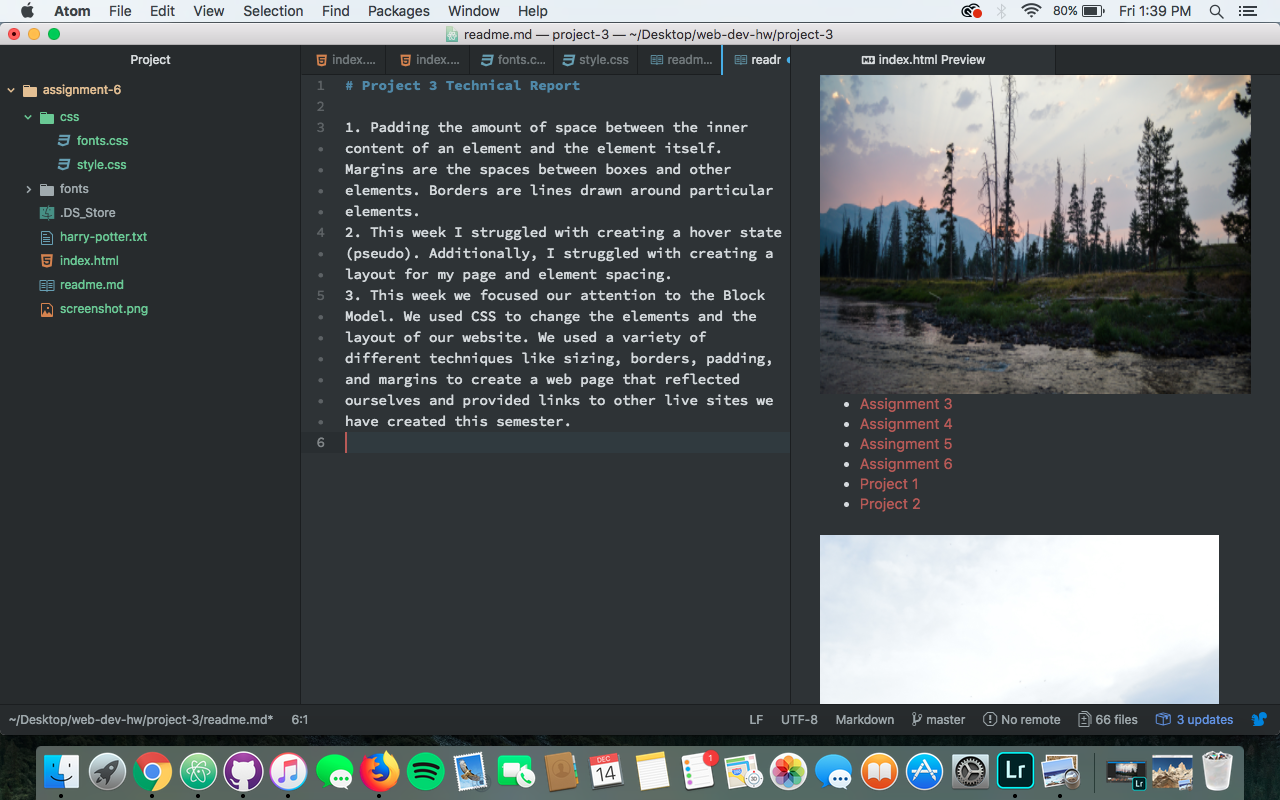 Atom File Edit View Selection Find Packages Window Help 80% Fri 1:39 PM
readme.md — project-3 — ~/Desktop/web-dev-hw/project-3
Project
assignment-6
css
fonts.css
style.css
fonts
.DS_Store
harry-potter.txt
index.html
readme.md
screenshot.png
index.... index.... fonts.c... style.css readm... readr
1 # Project 3 Technical Report
2
3 1. Padding the amount of space between the inner
content of an element and the element itself.
Margins are the spaces between boxes and other
elements. Borders are lines drawn around particular
elements.
4 2. This week I struggled with creating a hover state
(pseudo). Additionally, I struggled with creating a
layout for my page and element spacing.
5 3. This week we focused our attention to the Block
Model. We used CSS to change the elements and the
layout of our website. We used a variety of
different techniques like sizing, borders, padding,
and margins to create a web page that reflected
ourselves and provided links to other live sites we
have created this semester.
6
index.html Preview
Assignment 3
Assignment 4
Assingment 5
Assignment 6
Project 1
Project 2
~/Desktop/web-dev-hw/project-3/readme.md* 6:1 LF UTF-8 Markdown master No remote 66 files 3 updates
DEC
14
1
Lr
Lr